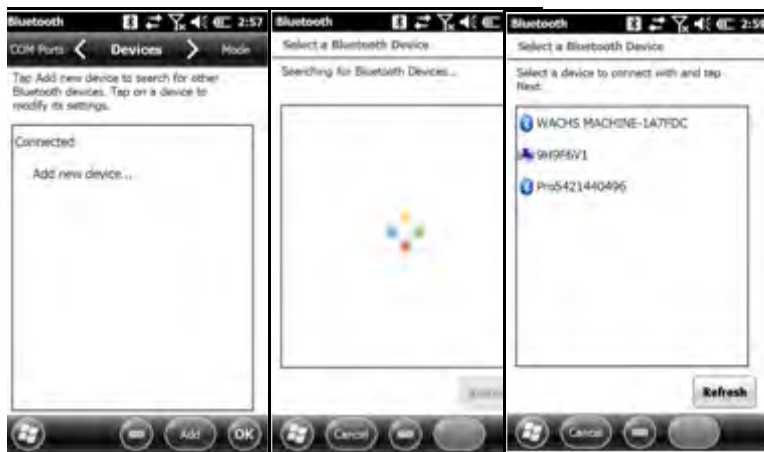 Bluetooth 2:57
COM Ports Devices Mode
Tap Add new device to search for other
Bluetooth devices. Tap on a device to
modify its settings.
Connected
Add new device...
Add OK
Bluetooth
Select a Bluetooth Device
Searching for Bluetooth Devices...
Cancel
Bluetooth 2:59
Select a Bluetooth Device
Select a device to connect with and tap
Next.
WACHS MACHINE-1A7FDC
9H9F6V1
Pro5421440496
Refresh
Cancel